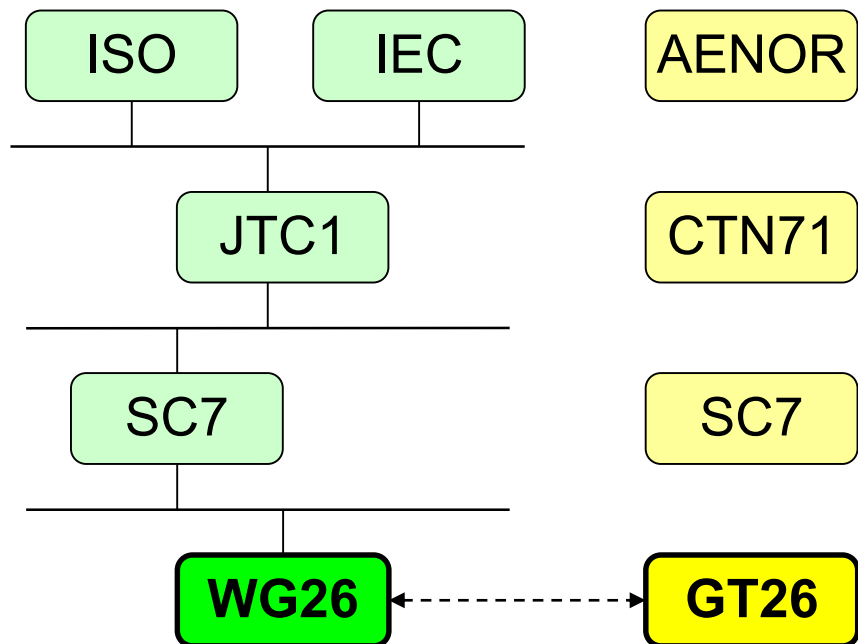 ISO
IEC
AENOR
JTC1
CTN71
SC7
SC7
WG26
GT26